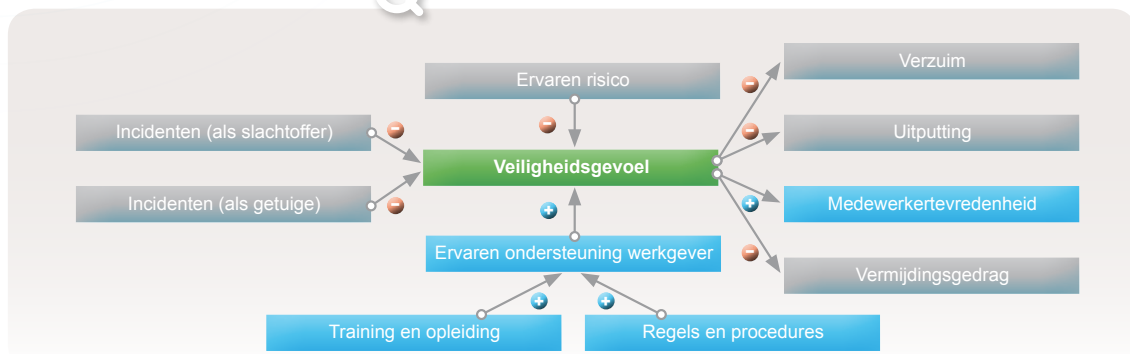 Ervaren risico
Verzuim
Incidenten (als slachtoffer)
Uitputting
Veiligheidsgevoel
Incidenten (als getuige)
Medewerkertevredenheid
Ervaren ondersteuning werkgever
Vermijdingsgedrag
Training en opleiding
Regels en procedures